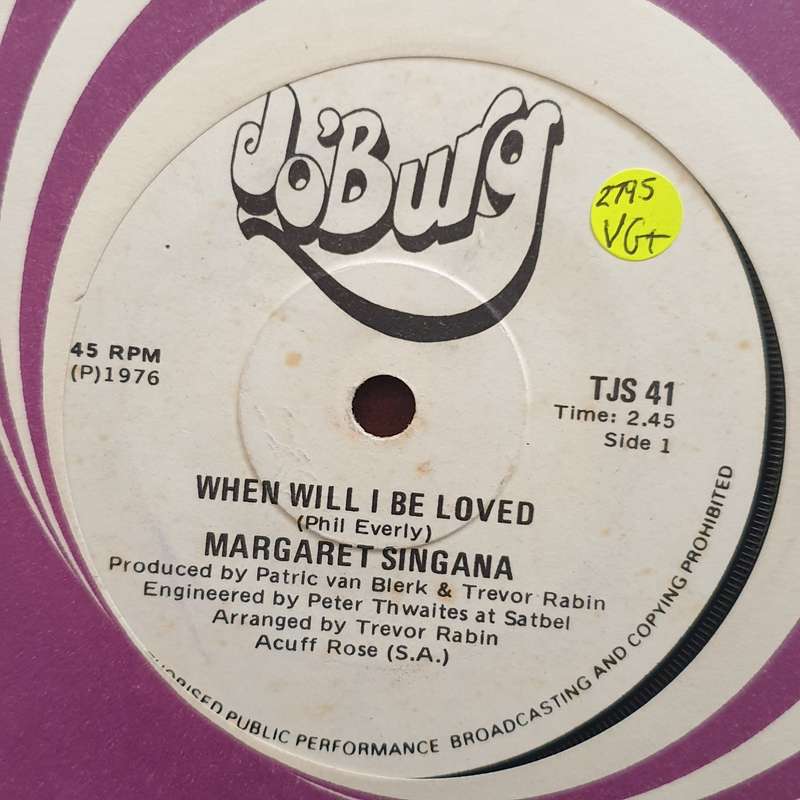 Jo'Burg
2795
VG+
45 RPM
(P)1976
TJS 41
Time: 2.45
Side 1
WHEN WILL I BE LOVED
(Phil Everly)
MARGARET SINGANA
Produced by Patric van Blerk & Trevor Rabin
Engineered by Peter Thwaites at Satbel
Arranged by Trevor Rabin
Acuff Rose (S.A.)
PUBLIC PERFORMANCE BROADCASTING AND COPYING PROHIBITED